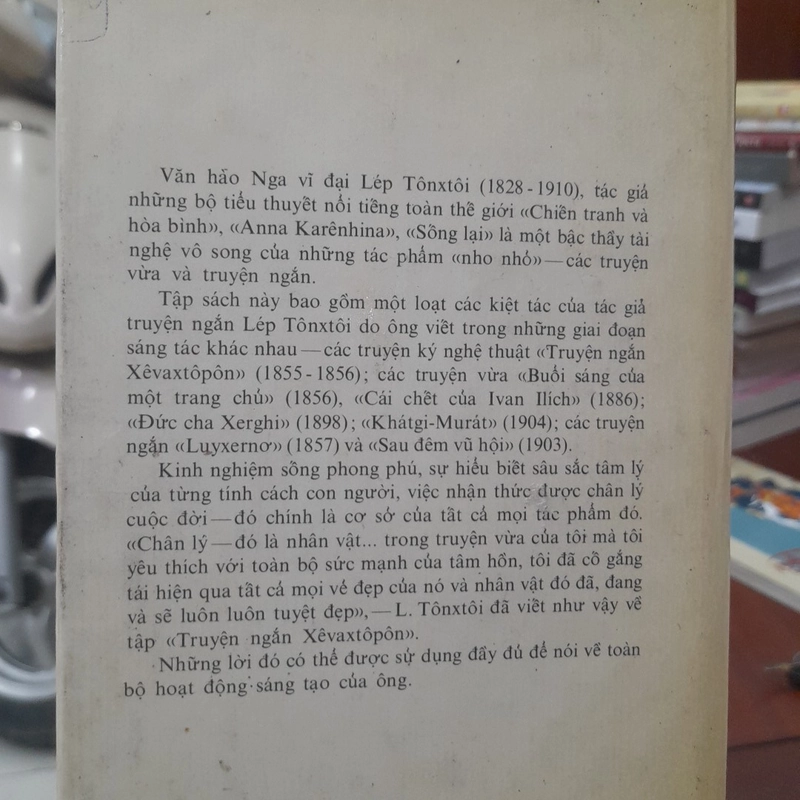 Văn hào Nga vĩ đại Lép Tônxtôi (1828-1910), tác giả
những bộ tiểu thuyết nổi tiếng toàn thế giới «Chiến tranh và
hòa bình», «Anna Karênhina», «Sống lại» là một bậc thầy tài
nghệ vô song của những tác phẩm «nho nhỏ»—các truyện
vừa và truyện ngắn.
Tập sách này bao gồm một loạt các kiệt tác của tác giả
truyện ngắn Lép Tônxtôi do ông viết trong những giai đoạn
sáng tác khác nhau—các truyện ký nghệ thuật «Truyện ngắn
Xêvaxtôpôn» (1855-1856); các truyện vừa «Buổi sáng của
một trang chủ» (1856), «Cái chết của Ivan Ilích» (1886);
«Đức cha Xerghi» (1898); «Khátgi-Murát» (1904); các truyện
ngắn «Luyxernơ» (1857) và «Sau đêm vũ hội» (1903).
Kinh nghiệm sống phong phú, sự hiểu biết sâu sắc tâm lý
của từng tính cách con người, việc nhận thức được chân lý
cuộc đời—đó chính là cơ sở của tất cả mọi tác phẩm đó.
«Chân lý—đó là nhân vật... trong truyện vừa của tôi mà tôi
yêu thích với toàn bộ sức mạnh của tâm hồn, tôi đã cố gắng
tái hiện qua tất cả mọi vẻ đẹp của nó và nhân vật đó đã, đang
và sẽ luôn luôn tuyệt đẹp»,—L. Tônxtôi đã viết như vậy về
tập «Truyện ngắn Xêvaxtôpôn».
Những lời đó có thể được sử dụng đầy đủ để nói về toàn
bộ hoạt động sáng tạo của ông.